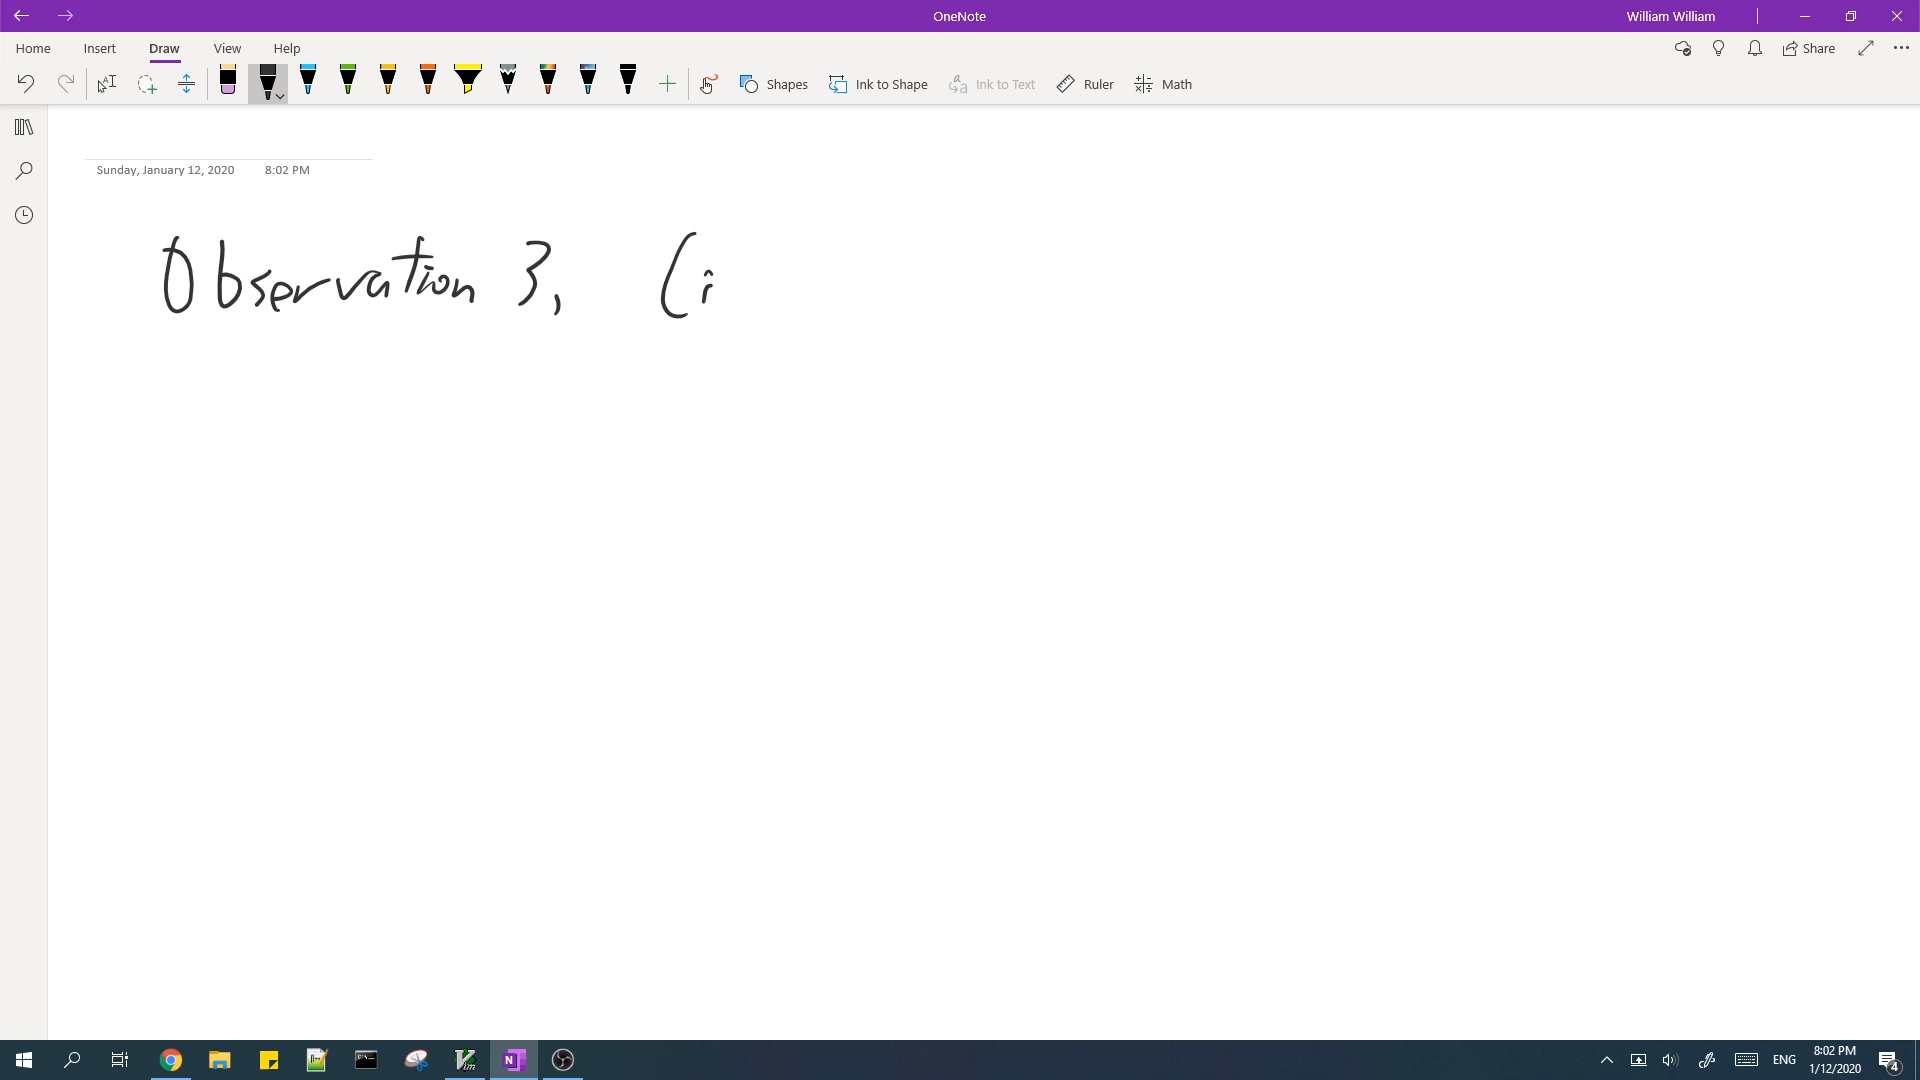 OneNote
William William
Home Insert Draw View Help
Share
Shapes Ink to Shape Ink to Text Ruler Math
Sunday, January 12, 2020 8:02 PM
Observation 3, (i
ENG
8:02 PM
1/12/2020
4